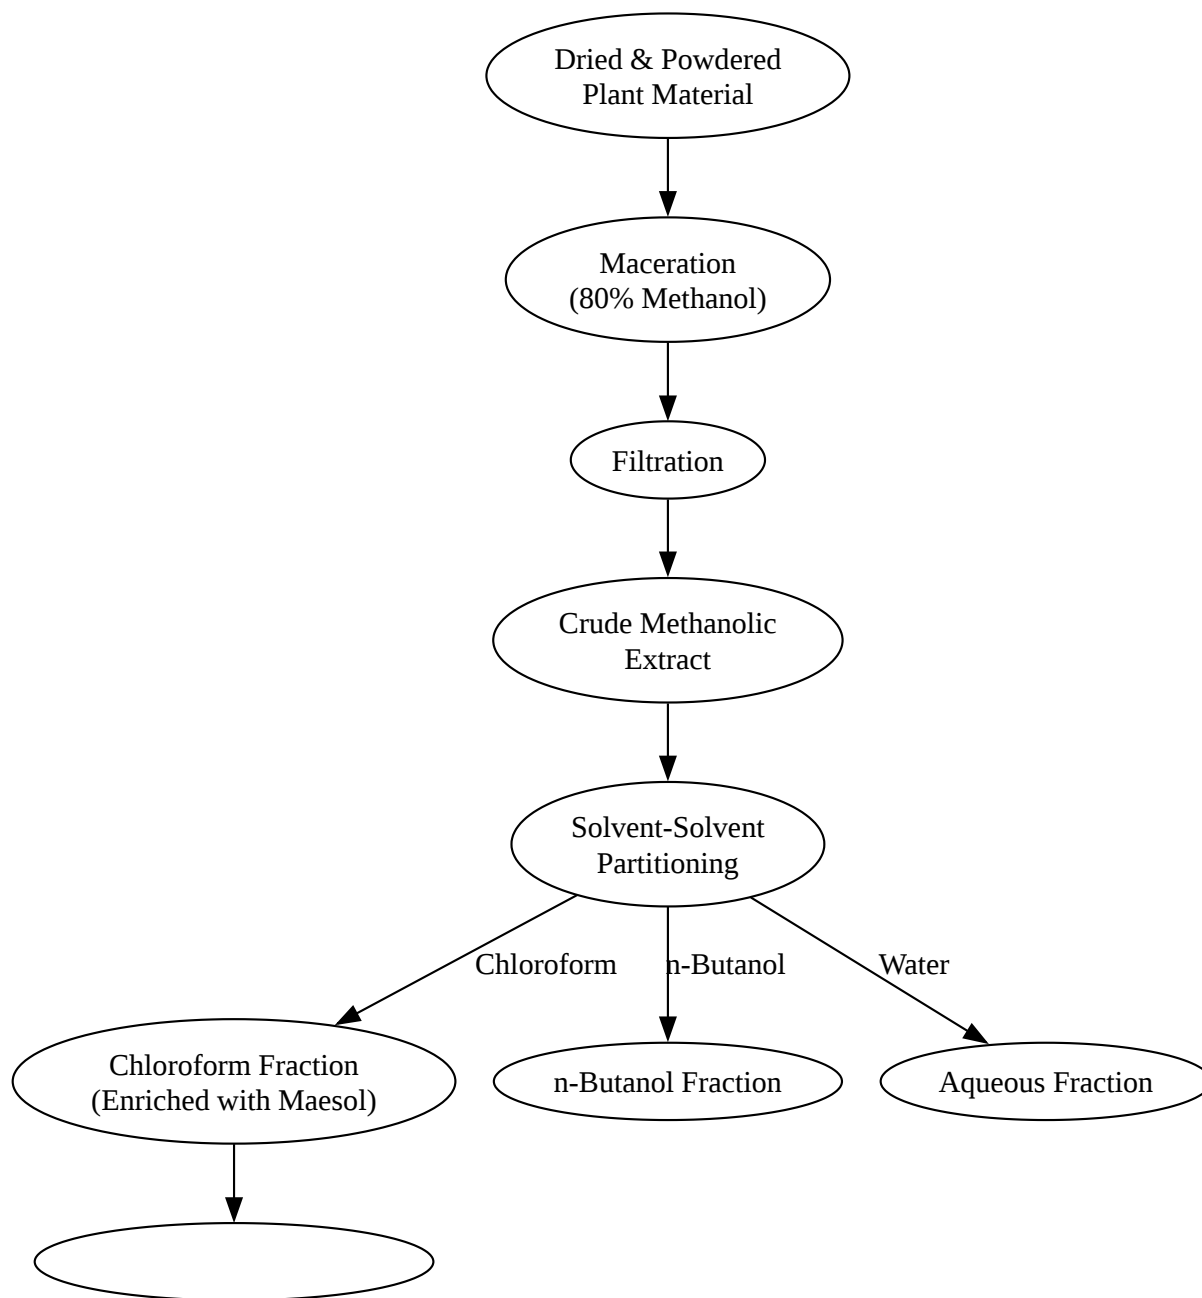 Dried & Powdered
Plant Material
Maceration
(80% Methanol)
Filtration
Crude Methanolic
Extract
Solvent-Solvent
Partitioning
Chloroform
n-Butanol
Water
Chloroform Fraction
(Enriched with Maesol)
n-Butanol Fraction
Aqueous Fraction